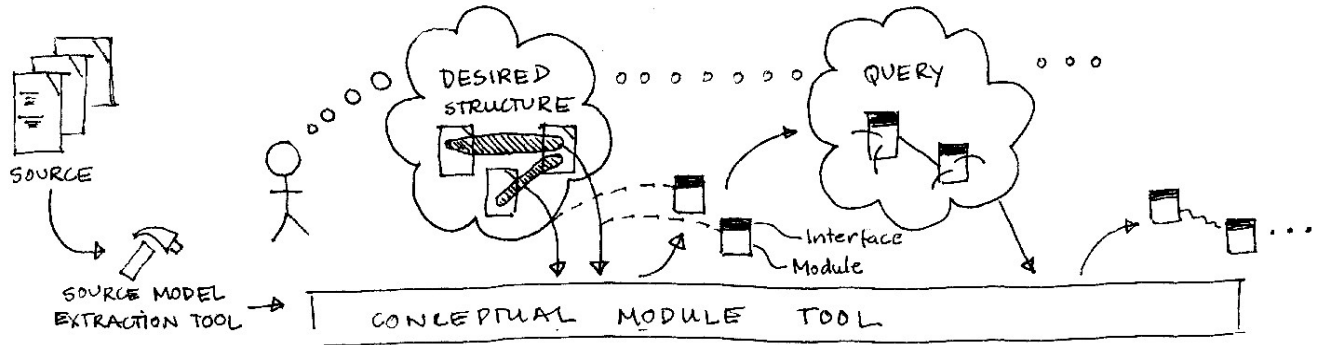 SOURCE
SOURCE MODEL
EXTRACTION TOOL
DESIRED
STRUCTURE
QUERY
Interface
Module
CONCEPTUAL MODULE TOOL